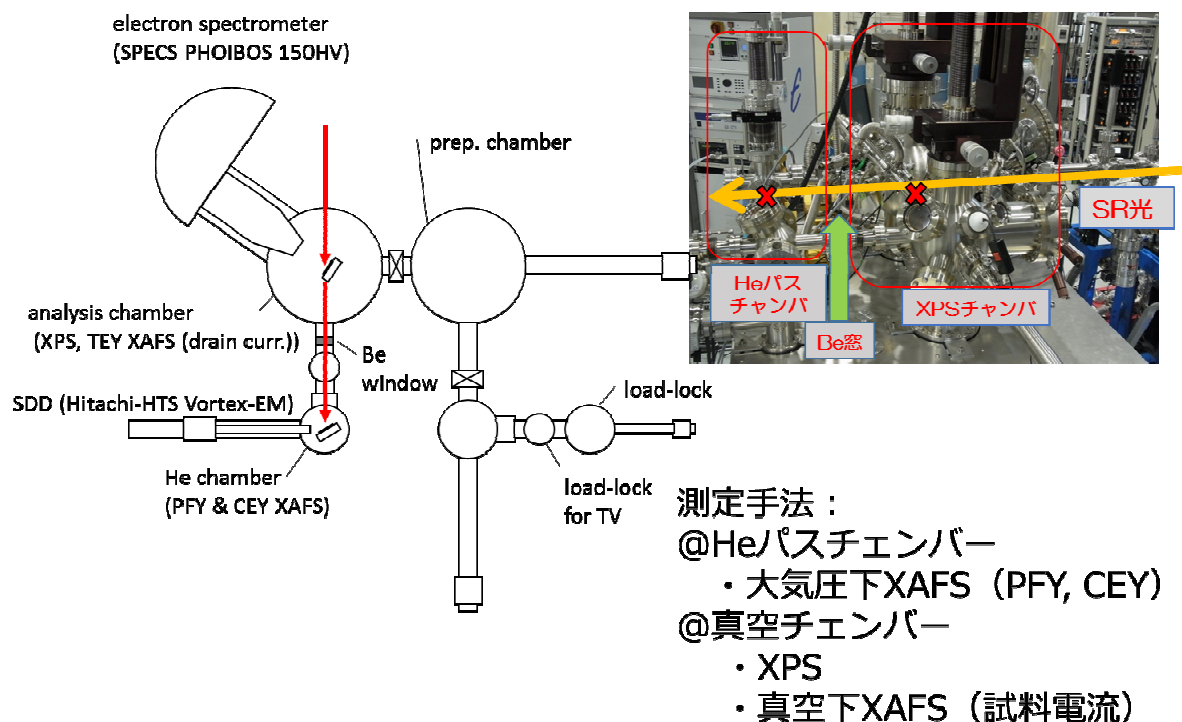 electron spectrometer
(SPECS PHOIBOS 150HV)
prep. chamber
analysis chamber
(XPS, TEY XAFS (drain curr.))
Be
window
SDD (Hitachi-HTS Vortex-EM)
He chamber
(PFY & CEY XAFS)
load-lock
load-lock
for TV
SR光
Heパス
チャンバ
XPSチャンバ
Be窓
測定手法：
@Heパスチェンバー
・大気圧下XAFS（PFY, CEY）
@真空チェンバー
・XPS
・真空下XAFS（試料電流）